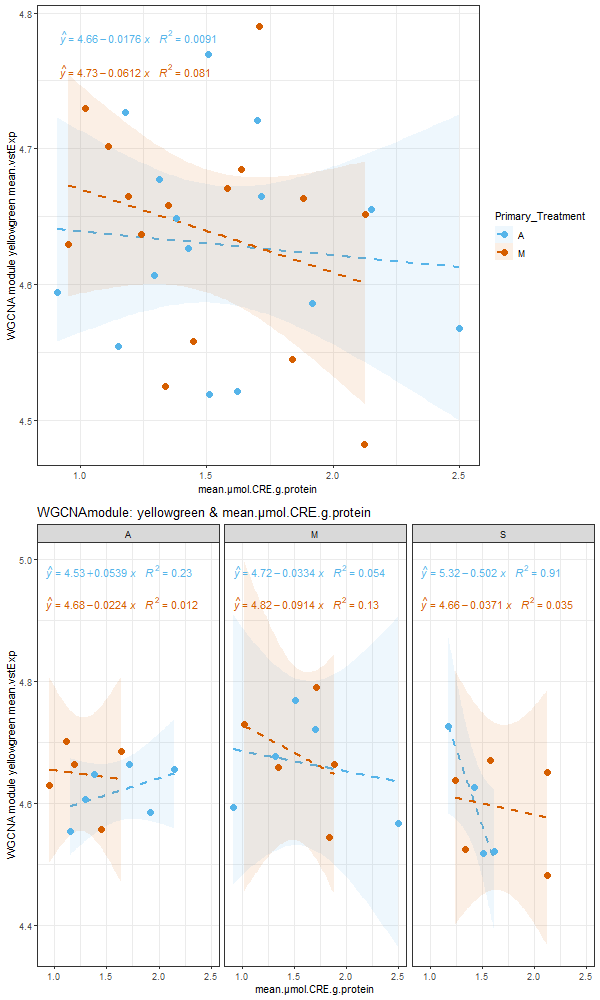 4.8
ŷ = 4.66 − 0.0176 x R² = 0.0091
ŷ = 4.73 − 0.0612 x R² = 0.081
4.7
4.6
4.5
WGCNA module yellowgreen mean.vstExp
1.0 1.5 2.0 2.5
mean.µmol.CRE.g.protein
Primary_Treatment
A
M
WGCNAmodule: yellowgreen & mean.µmol.CRE.g.protein
A M S
5.0
ŷ = 4.53 + 0.0539 x R² = 0.23
ŷ = 4.68 − 0.0224 x R² = 0.012
ŷ = 4.72 − 0.0334 x R² = 0.054
ŷ = 4.82 − 0.0914 x R² = 0.13
ŷ = 5.32 − 0.502 x R² = 0.91
ŷ = 4.66 − 0.0371 x R² = 0.035
4.8
4.6
4.4
WGCNA module yellowgreen mean.vstExp
1.0 1.5 2.0 2.5 1.0 1.5 2.0 2.5 1.0 1.5 2.0 2.5
mean.µmol.CRE.g.protein